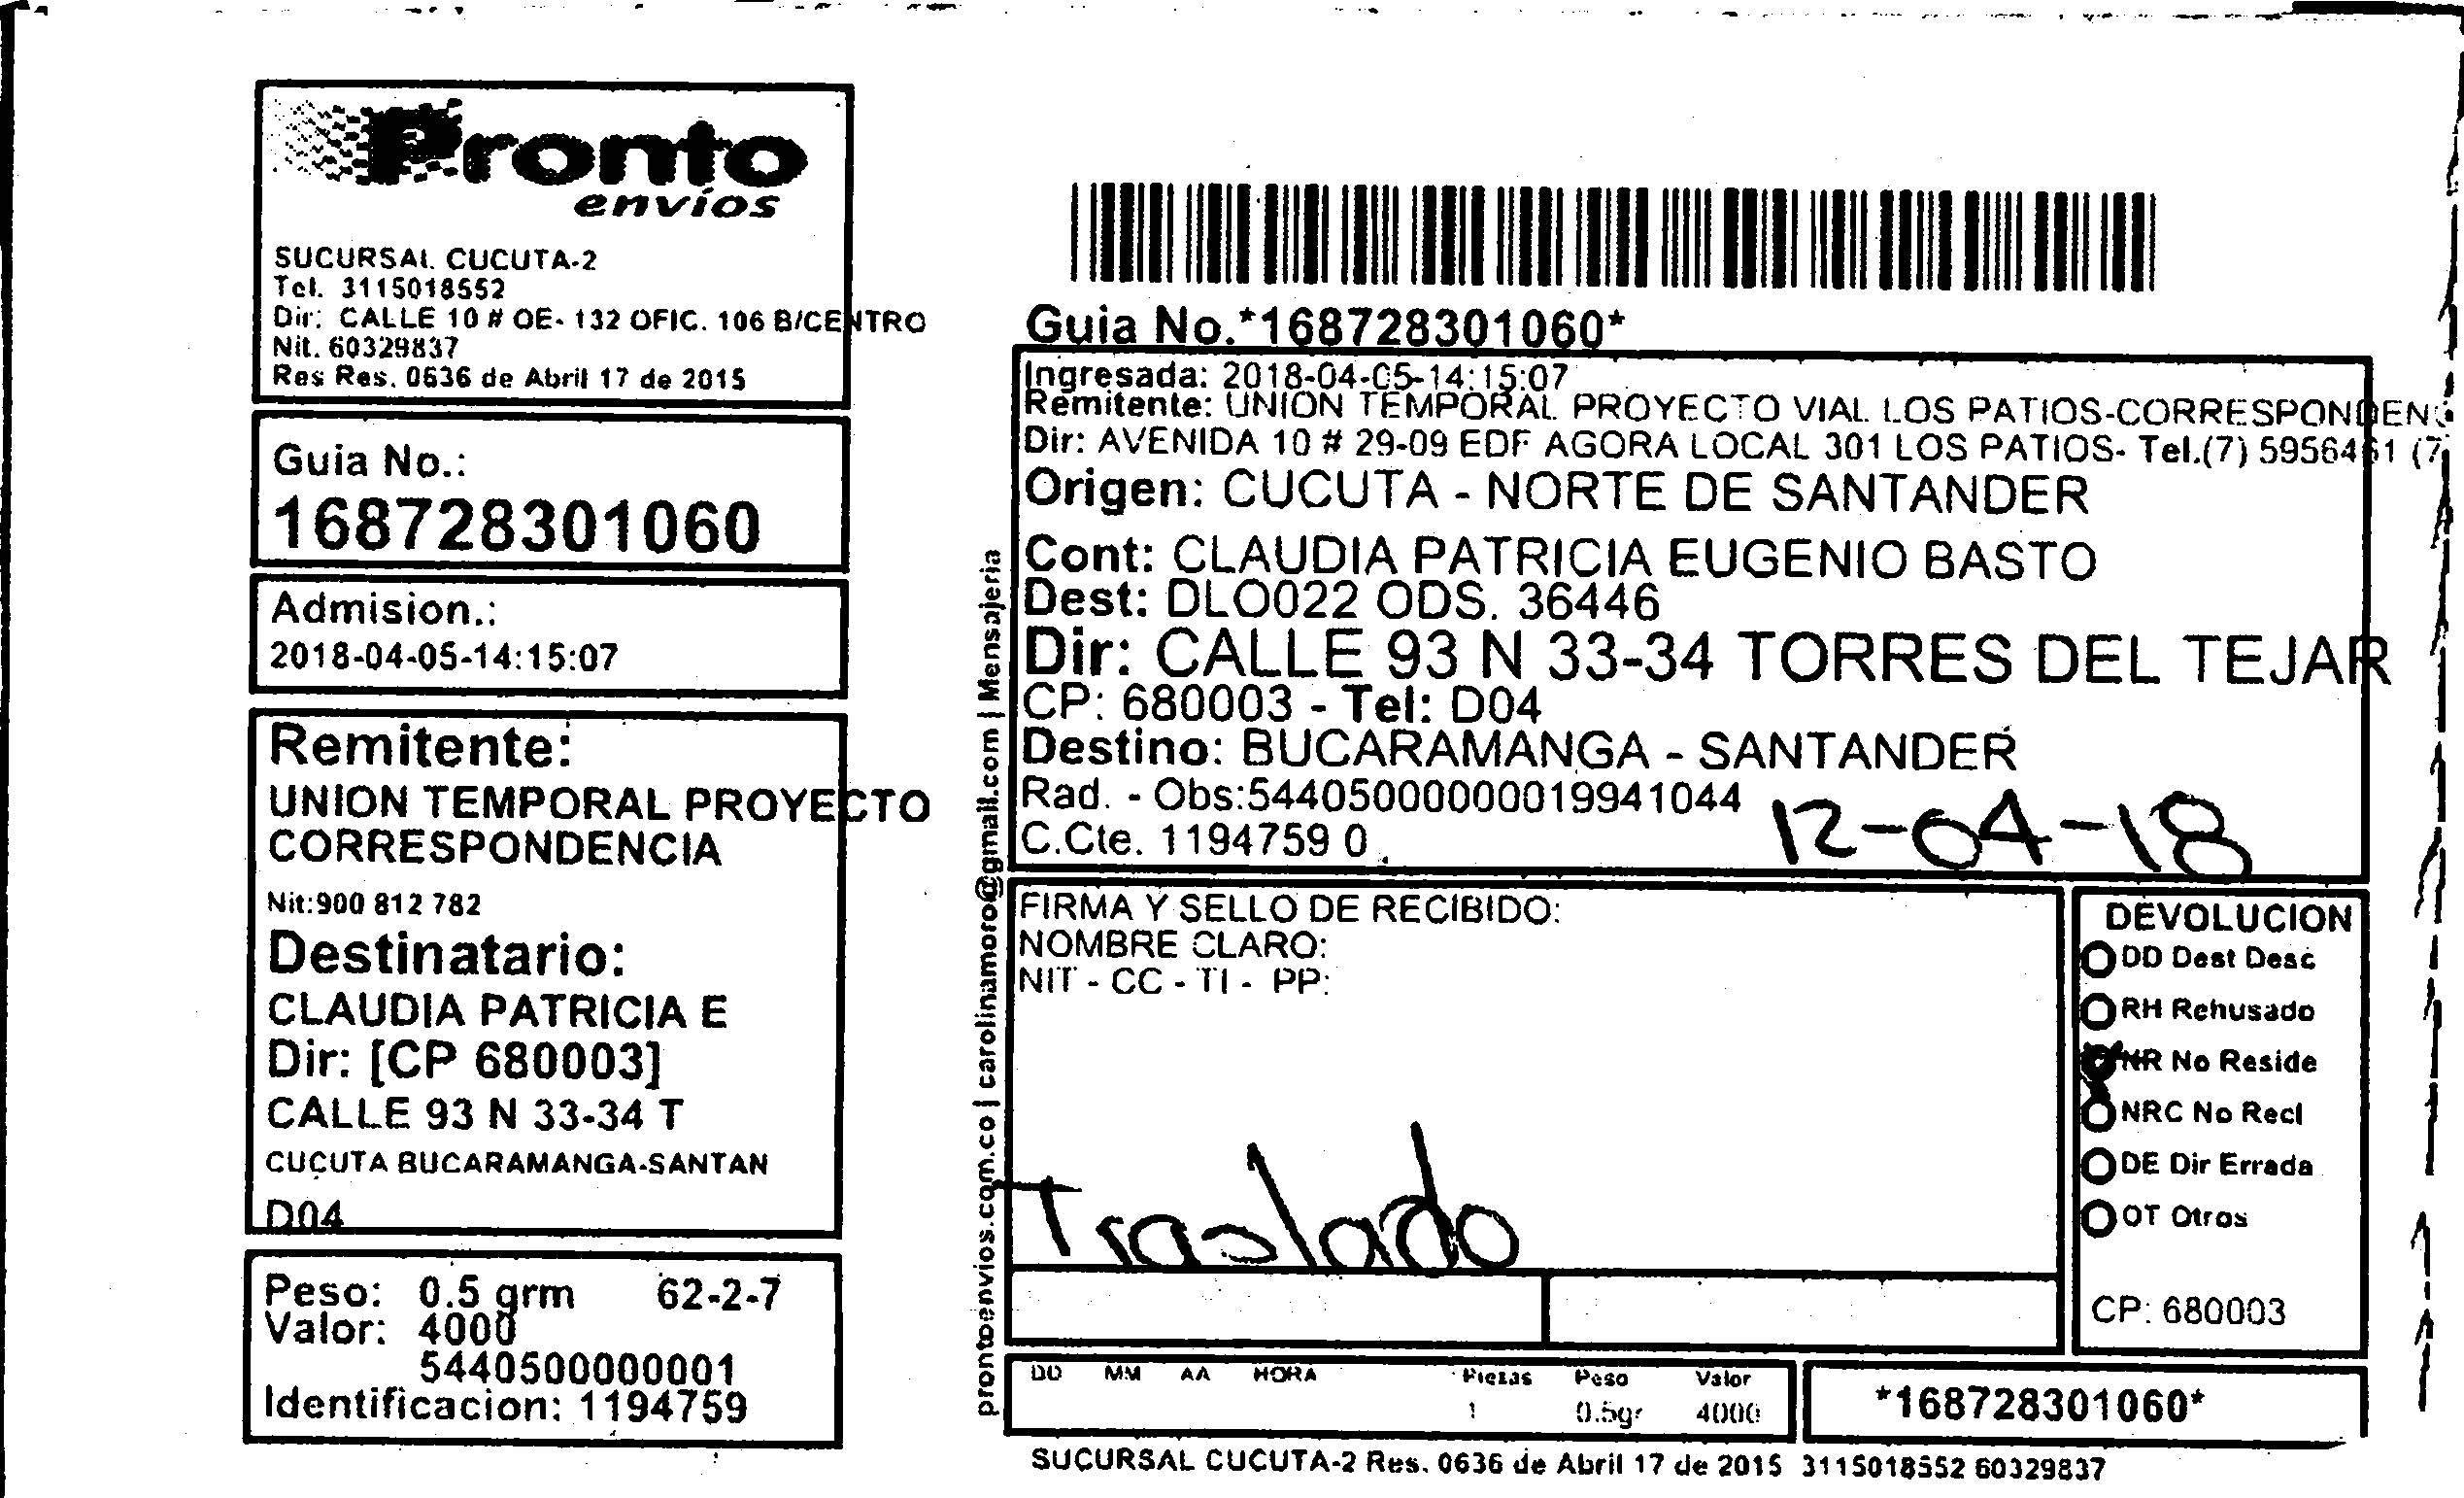 Pronto
envíos
SUCURSAL CUCUTA-2
Tel. 3115018552
Dir: CALLE 10 # OE- 132 OFIC. 106 B/CENTRO
Nit. 60329837
Res Res. 0636 de Abril 17 de 2015
Guia No.:
168728301060
Admision.:
2018-04-05-14:15:07
Remitente:
UNION TEMPORAL PROYECTO
CORRESPONDENCIA
Nit:900 812 782
Destinatario:
CLAUDIA PATRICIA E
Dir: [CP 680003]
CALLE 93 N 33-34 T
CUCUTA BUCARAMANGA-SANTAN
D04
Peso: 0.5 grm 62-2-7
Valor: 4000
5440500000001
Identificacion: 1194759
prontoenvios.com.co | carolinamoro@gmail.com | Mensajeria
Guia No.*168728301060*
Ingresada: 2018-04-05-14:15:07
Remitente: UNION TEMPORAL PROYECTO VIAL LOS PATIOS-CORRESPONDEN
Dir: AVENIDA 10 # 29-09 EDF AGORA LOCAL 301 LOS PATIOS- Tel.(7) 5956461 (7)
Origen: CUCUTA - NORTE DE SANTANDER
Cont: CLAUDIA PATRICIA EUGENIO BASTO
Dest: DLO022 ODS. 36446
Dir: CALLE 93 N 33-34 TORRES DEL TEJAR
CP: 680003 - Tel: D04
Destino: BUCARAMANGA - SANTANDER
Rad. - Obs:544050000000019941044
C.Cte. 1194759 0
12-04-18
FIRMA Y SELLO DE RECIBIDO:
NOMBRE CLARO:
NIT - CC - TI - PP:
Traslado
DEVOLUCION
DD Dest Desc
RH Rehusado
NR No Reside
NRC No Recl
DE Dir Errada
OT Otros
CP: 680003
DD MM AA HORA Piezas Peso Valor
1 0.5gr 4000
*168728301060*
SUCURSAL CUCUTA-2 Res. 0636 de Abril 17 de 2015 3115018552 60329837